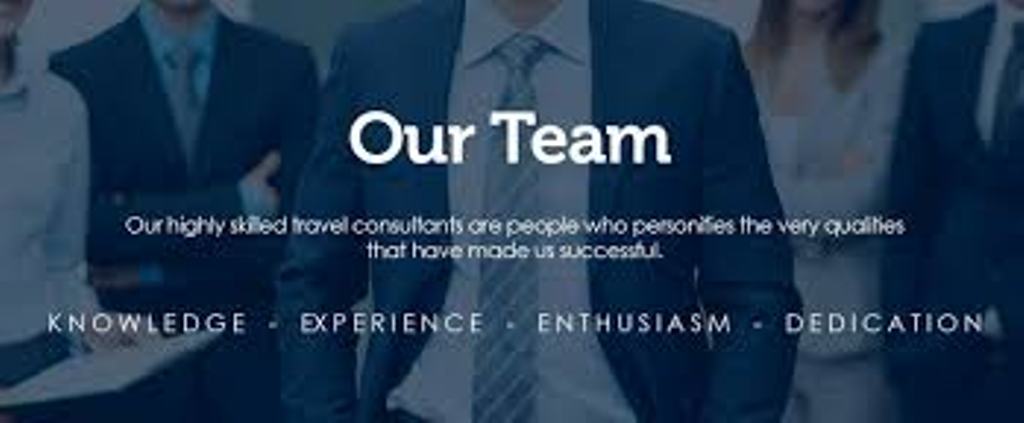 Our Team
Our highly skilled travel consultants are people who personifies the very qualities
that have made us successful.
KNOWLEDGE - EXPERIENCE - ENTHUSIASM - DEDICATION